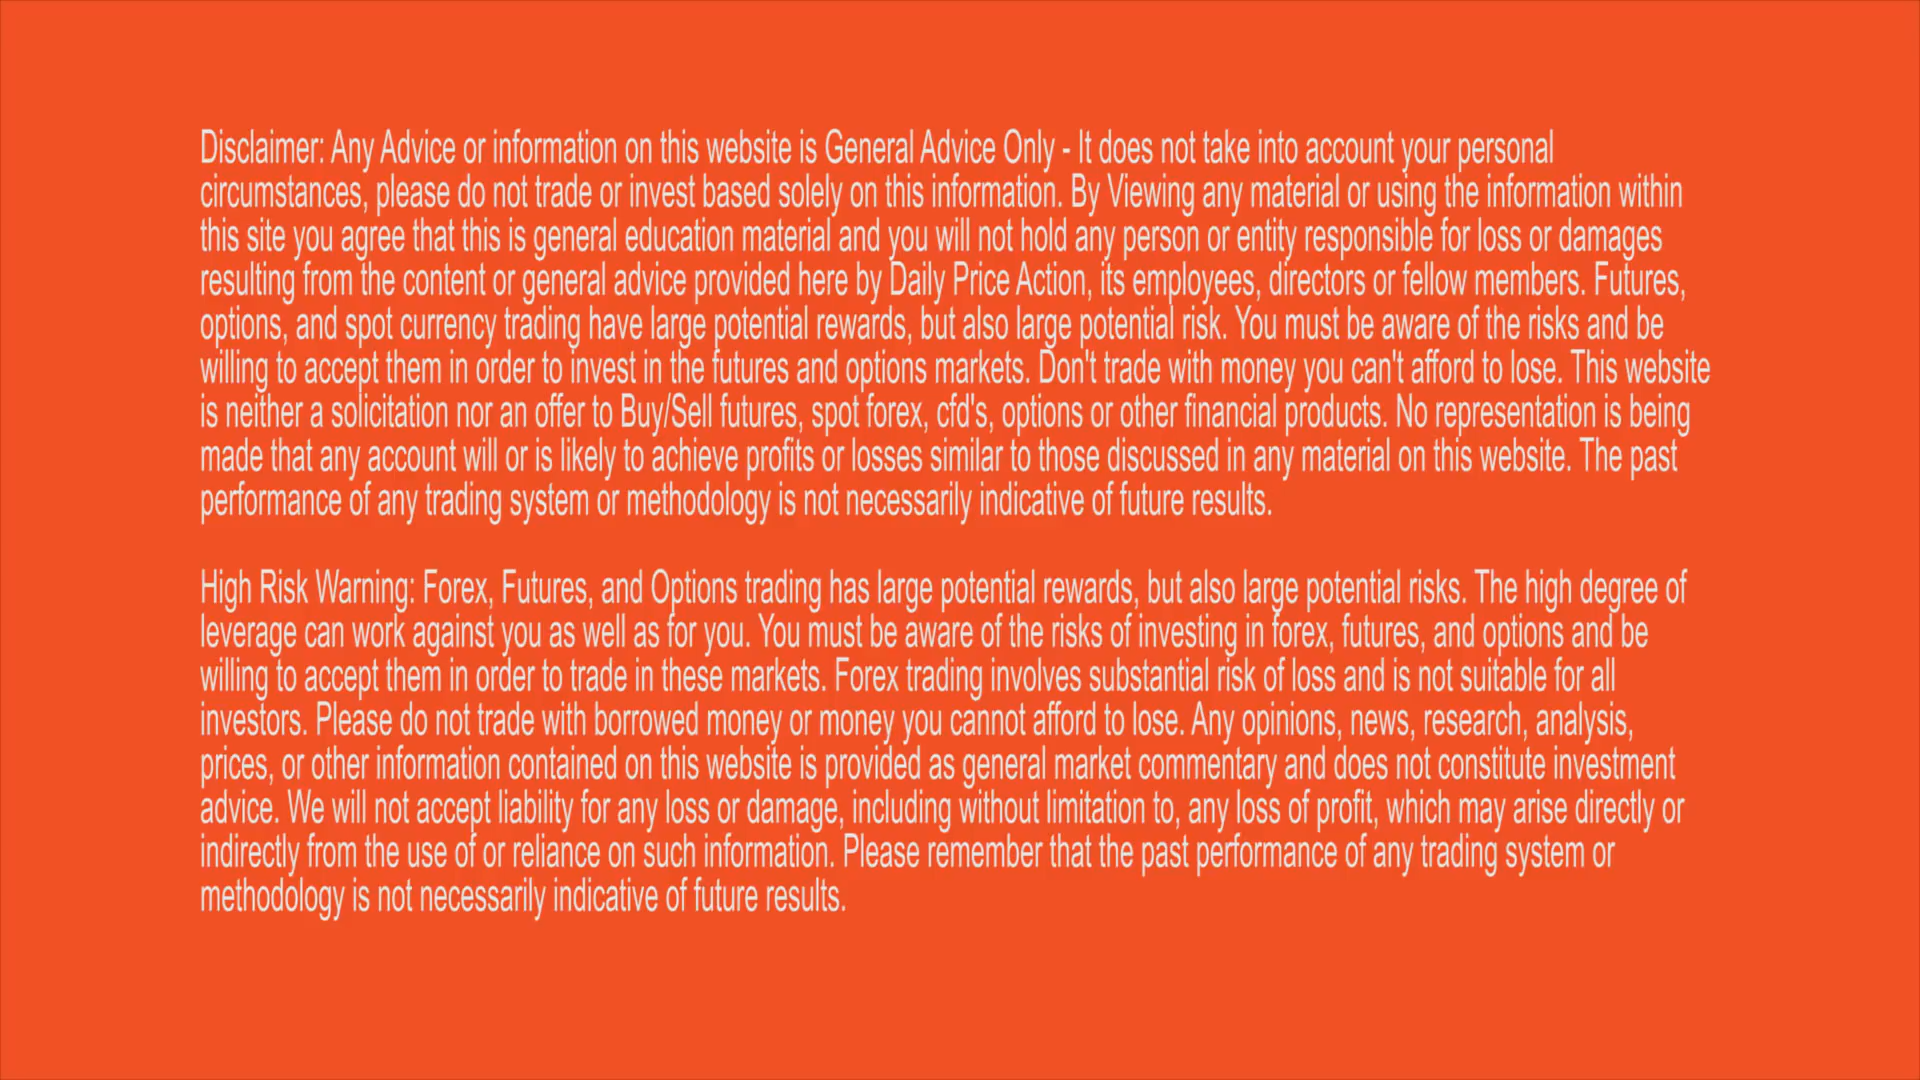 Disclaimer: Any Advice or information on this website is General Advice Only - It does not take into account your personal
circumstances, please do not trade or invest based solely on this information. By Viewing any material or using the information within
this site you agree that this is general education material and you will not hold any person or entity responsible for loss or damages
resulting from the content or general advice provided here by Daily Price Action, its employees, directors or fellow members. Futures,
options, and spot currency trading have large potential rewards, but also large potential risk. You must be aware of the risks and be
willing to accept them in order to invest in the futures and options markets. Don't trade with money you can't afford to lose. This website
is neither a solicitation nor an offer to Buy/Sell futures, spot forex, cfd's, options or other financial products. No representation is being
made that any account will or is likely to achieve profits or losses similar to those discussed in any material on this website. The past
performance of any trading system or methodology is not necessarily indicative of future results.
High Risk Warning: Forex, Futures, and Options trading has large potential rewards, but also large potential risks. The high degree of
leverage can work against you as well as for you. You must be aware of the risks of investing in forex, futures, and options and be
willing to accept them in order to trade in these markets. Forex trading involves substantial risk of loss and is not suitable for all
investors. Please do not trade with borrowed money or money you cannot afford to lose. Any opinions, news, research, analysis,
prices, or other information contained on this website is provided as general market commentary and does not constitute investment
advice. We will not accept liability for any loss or damage, including without limitation to, any loss of profit, which may arise directly or
indirectly from the use of or reliance on such information. Please remember that the past performance of any trading system or
methodology is not necessarily indicative of future results.